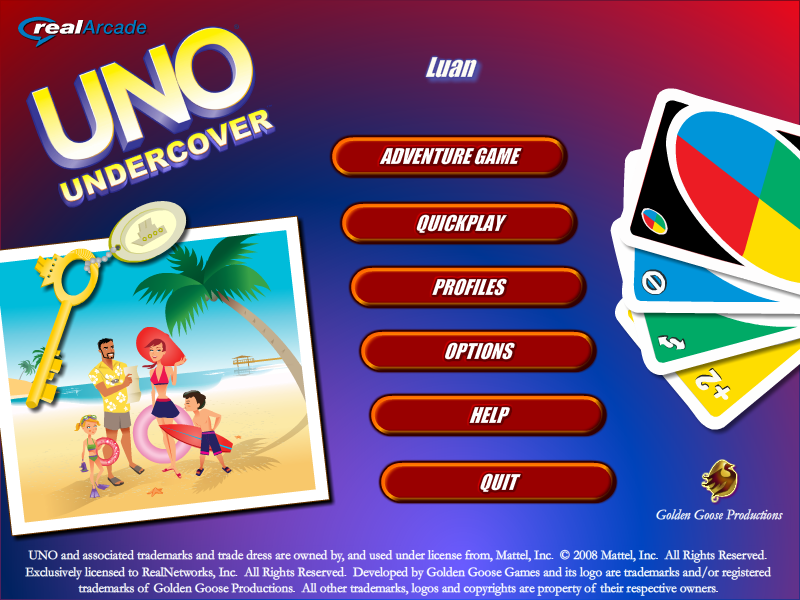 realArcade
UNO
UNDERCOVER
Luan
ADVENTURE GAME
QUICKPLAY
PROFILES
OPTIONS
HELP
QUIT
+2
Golden Goose Productions
UNO and associated trademarks and trade dress are owned by, and used under license from, Mattel, Inc. © 2008 Mattel, Inc. All Rights Reserved.
Exclusively licensed to RealNetworks, Inc. All Rights Reserved. Developed by Golden Goose Games and its logo are trademarks and/or registered
trademarks of Golden Goose Productions. All other trademarks, logos and copyrights are property of their respective owners.